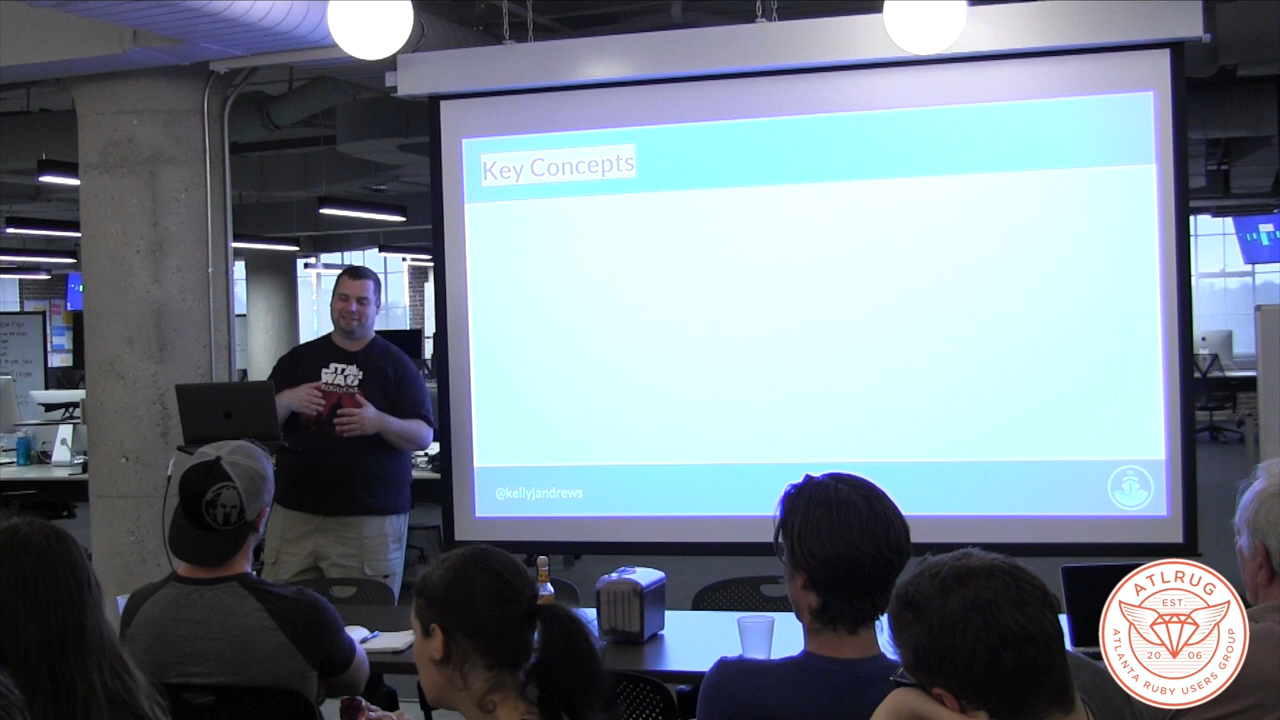 Key Concepts
STAR
WARS
ROGUE ONE
@kellyjandrews
ATLRUG
EST.
20 06
ATLANTA RUBY USERS GROUP